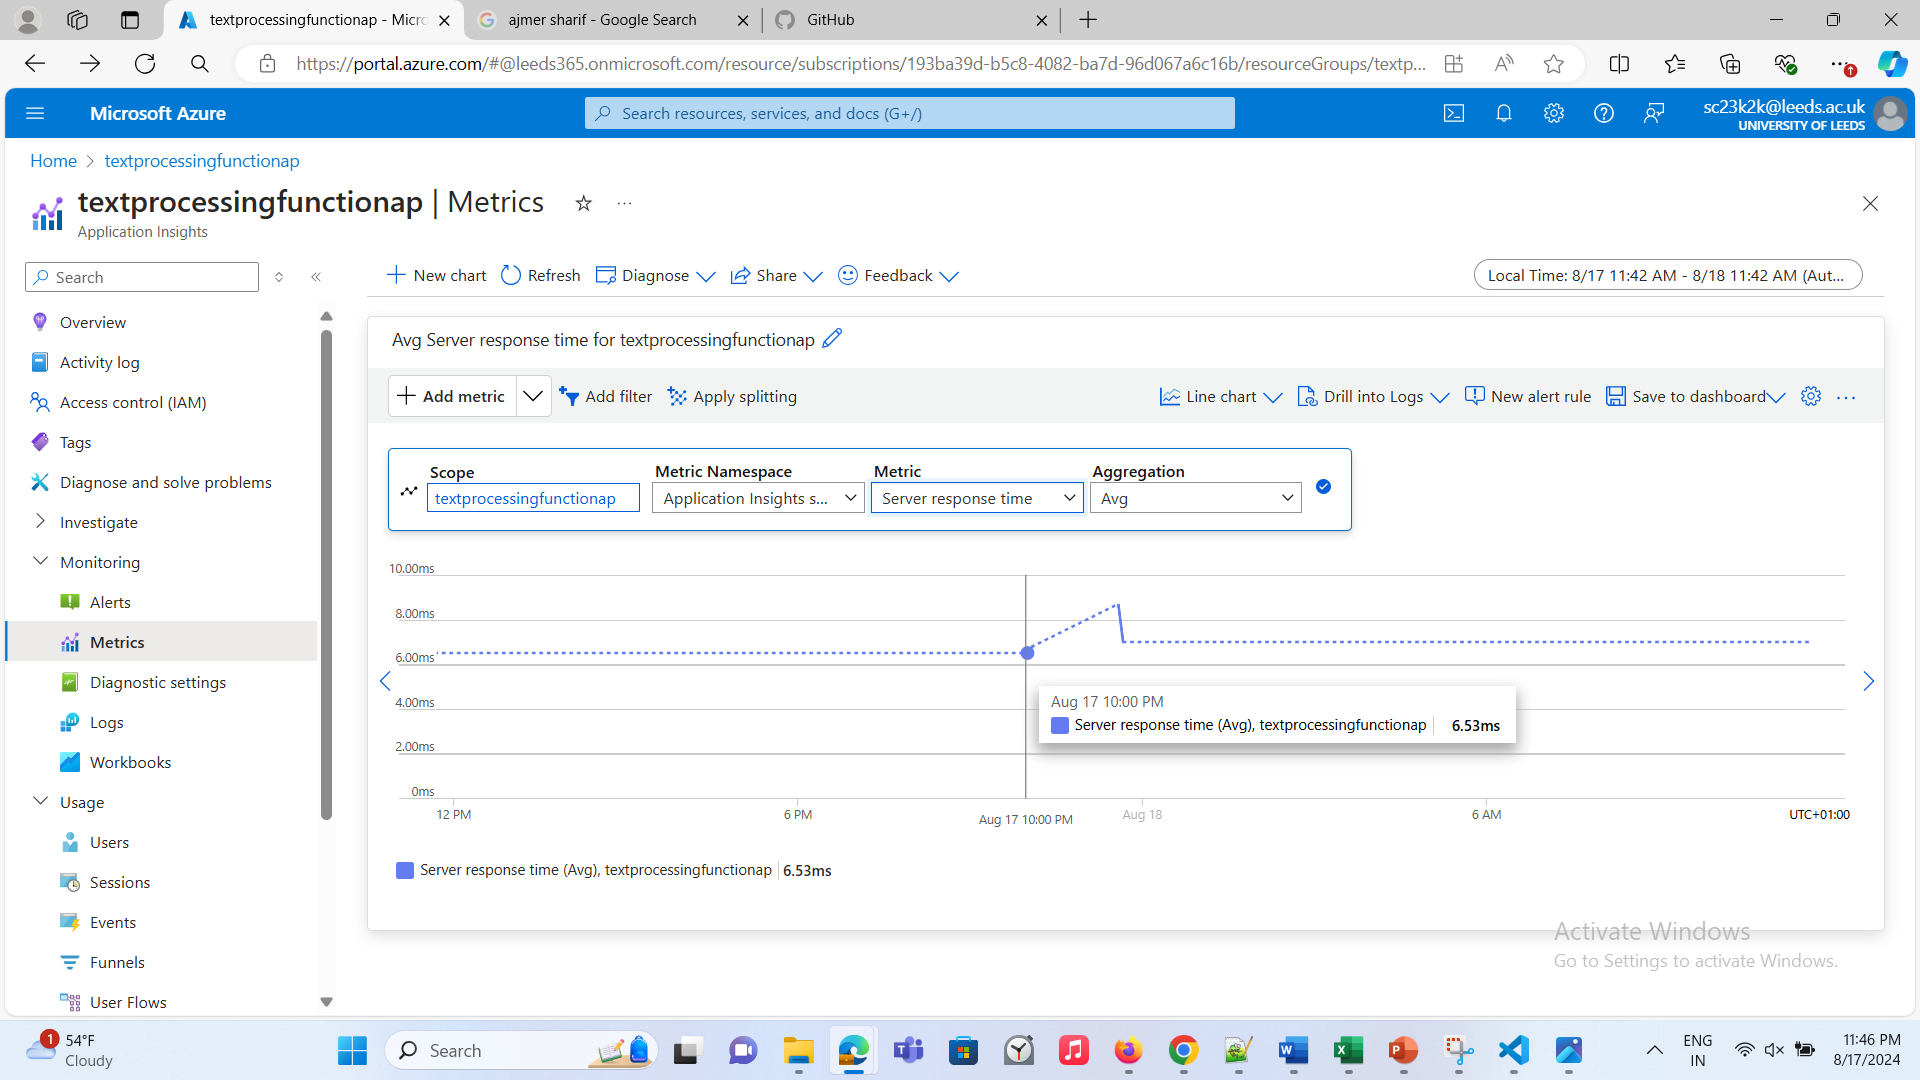 textprocessingfunctionap - Micro
ajmer sharif - Google Search
GitHub
https://portal.azure.com/#@leeds365.onmicrosoft.com/resource/subscriptions/193ba39d-b5c8-4082-ba7d-96d067a6c16b/resourceGroups/textp...
Microsoft Azure
Search resources, services, and docs (G+/)
sc23k2k@leeds.ac.uk
UNIVERSITY OF LEEDS
Home > textprocessingfunctionap
textprocessingfunctionap | Metrics
Application Insights
Search
New chart
Refresh
Diagnose
Share
Feedback
Local Time: 8/17 11:42 AM - 8/18 11:42 AM (Aut...
Overview
Activity log
Access control (IAM)
Tags
Diagnose and solve problems
Investigate
Monitoring
Alerts
Metrics
Diagnostic settings
Logs
Workbooks
Usage
Users
Sessions
Events
Funnels
User Flows
Avg Server response time for textprocessingfunctionap
Add metric
Add filter
Apply splitting
Line chart
Drill into Logs
New alert rule
Save to dashboard
Scope
Metric Namespace
Metric
Aggregation
textprocessingfunctionap
Application Insights s...
Server response time
Avg
10.00ms
8.00ms
6.00ms
4.00ms
2.00ms
0ms
Aug 17 10:00 PM
Server response time (Avg), textprocessingfunctionap
6.53ms
12 PM
6 PM
Aug 17 10:00 PM
Aug 18
6 AM
UTC+01:00
Server response time (Avg), textprocessingfunctionap
6.53ms
Activate Windows
Go to Settings to activate Windows.
1
54°F
Cloudy
Search
ENG
IN
11:46 PM
8/17/2024